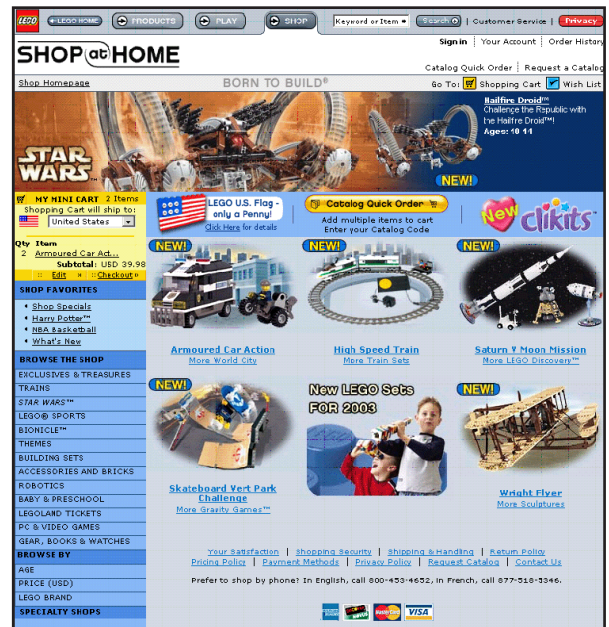 LEGO
LEGO HOME
PRODUCTS
PLAY
SHOP
Keyword or Item
Search
Customer Service
Privacy
SHOP at HOME
Sign in
Your Account
Order History
Catalog Quick Order
Request a Catalog
Shop Homepage
BORN TO BUILD®
Go To:
Shopping Cart
Wish List
STAR WARS
Hailfire Droid™
Challenge the Republic with
the Hailfire Droid™!
Ages: 10-14
NEW!
MY MINI CART 2 Items
Shopping Cart will ship to:
United States
Qty Item
2 Armoured Car Act...
Subtotal: USD 39.98
Edit » Checkout »
SHOP FAVORITES
Shop Specials
Harry Potter™
NBA Basketball
What's New
BROWSE THE SHOP
EXCLUSIVES & TREASURES
TRAINS
STAR WARS™
LEGO® SPORTS
BIONICLE™
THEMES
BUILDING SETS
ACCESSORIES AND BRICKS
ROBOTICS
BABY & PRESCHOOL
LEGOLAND TICKETS
PC & VIDEO GAMES
GEAR, BOOKS & WATCHES
BROWSE BY
AGE
PRICE (USD)
LEGO BRAND
SPECIALTY SHOPS
LEGO U.S. Flag -
only a Penny!
Click Here for details
Catalog Quick Order
Add multiple items to cart
Enter your Catalog Code
New clikits™
NEW!
Armoured Car Action
More World City
NEW!
High Speed Train
More Train Sets
NEW!
Saturn V Moon Mission
More LEGO Discovery™
NEW!
Skateboard Vert Park
Challenge
More Gravity Games™
New LEGO Sets
FOR 2003
NEW!
Wright Flyer
More Sculptures
Your Satisfaction | Shopping Security | Shipping & Handling | Return Policy
Pricing Policy | Payment Methods | Privacy Policy | Request Catalog | Contact Us
Prefer to shop by phone? In English, call 800-453-4652, in French, call 877-518-5346.
MasterCard
VISA